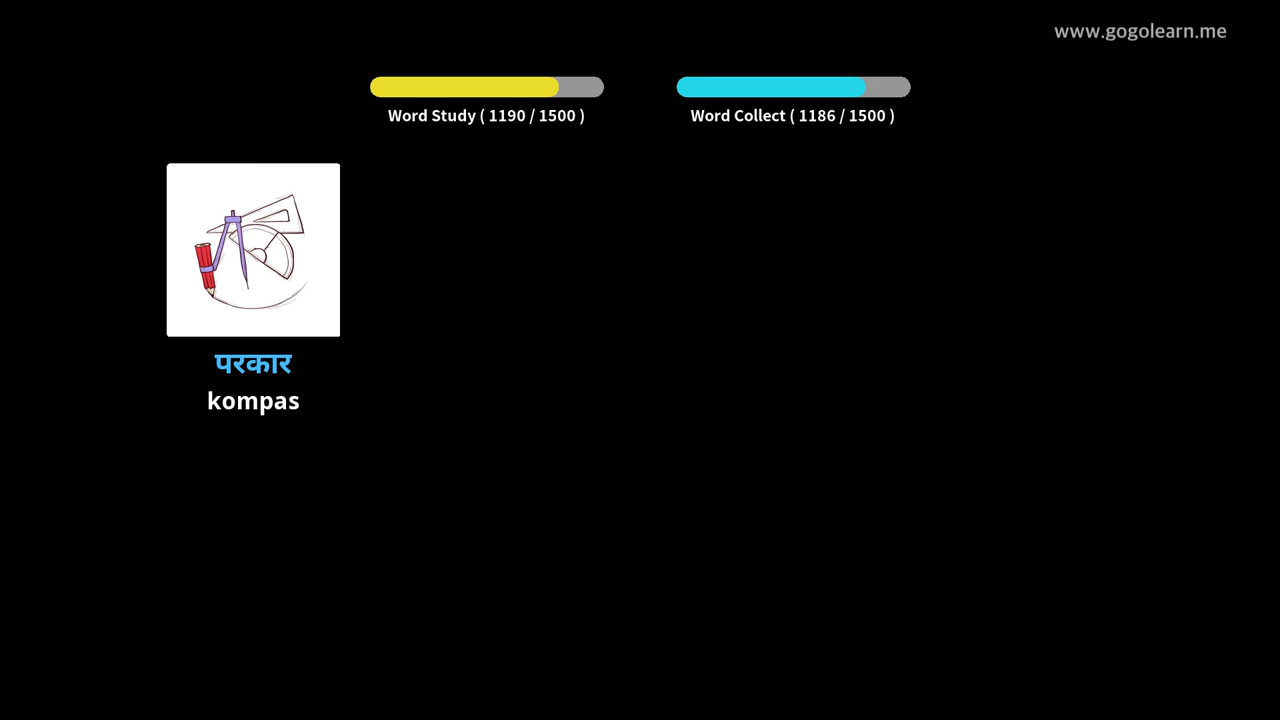 www.gogolearn.me
Word Study ( 1190 / 1500 )
Word Collect ( 1186 / 1500 )
परकार
kompas